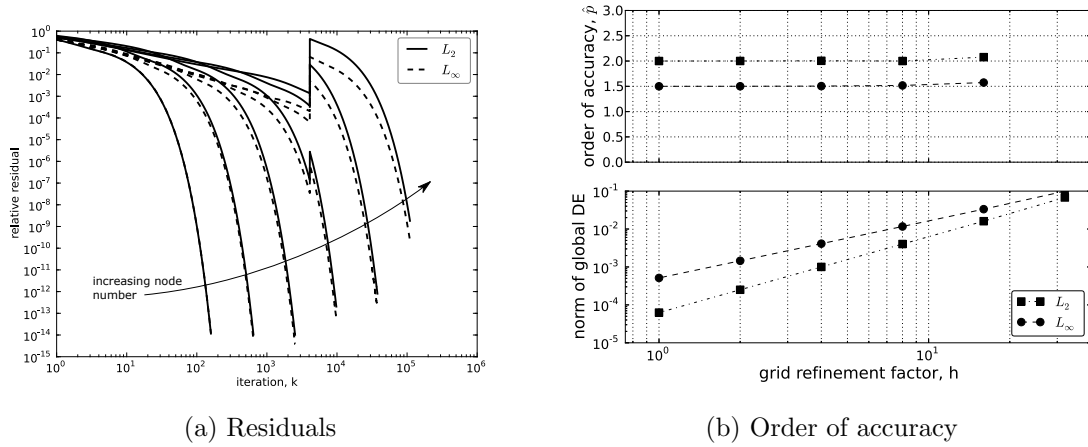 10^0
10^-1
10^-2
10^-3
10^-4
10^-5
10^-6
10^-7
10^-8
10^-9
10^-10
10^-11
10^-12
10^-13
10^-14
10^-15
relative residual
L_2
L_∞
increasing node
number
10^0 10^1 10^2 10^3 10^4 10^5 10^6
iteration, k
(a) Residuals
3.0
2.5
2.0
1.5
1.0
0.5
0.0
order of accuracy, p̂
10^-1
10^-2
10^-3
10^-4
10^-5
norm of global DE
L_2
L_∞
10^0 10^1
grid refinement factor, h
(b) Order of accuracy